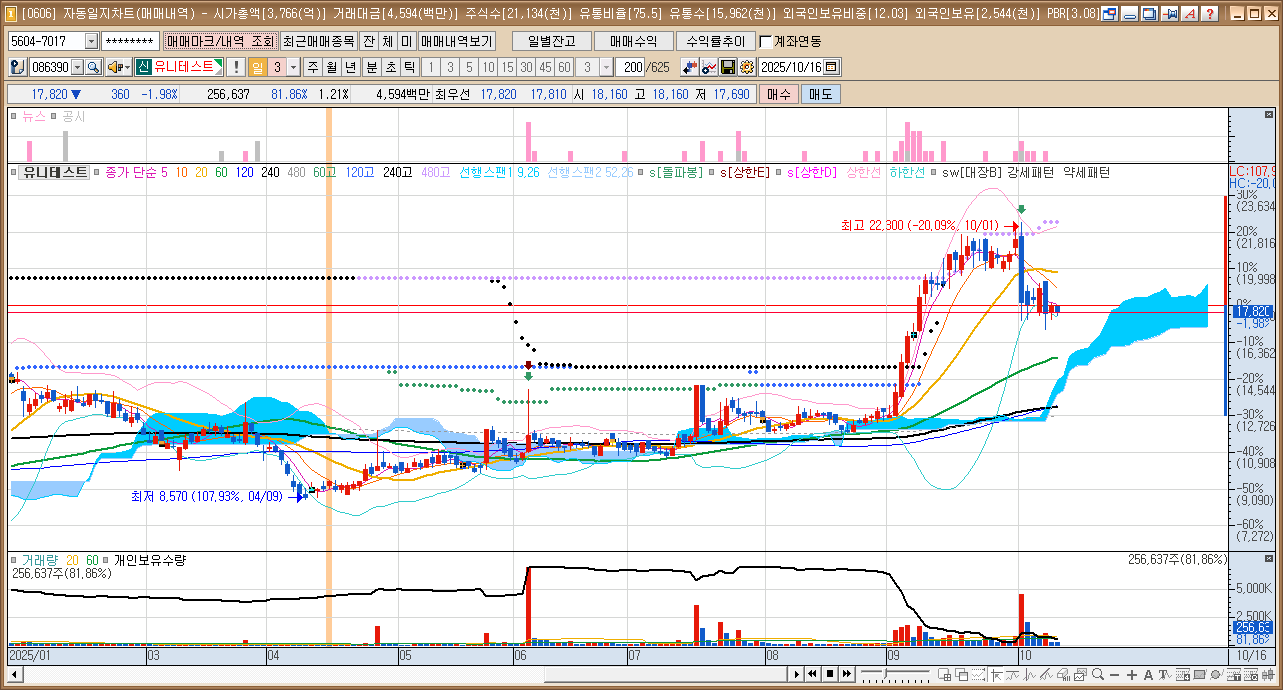 [0606] 자동일지차트(매매내역) - 시가총액[3,766(억)] 거래대금[4,594(백만)] 주식수[21,134(천)] 유통비율[75.5] 유통수[15,962(천)] 외국인보유비중[12.03] 외국인보유[2,544(천)] PBR[3.08]
5604-7017 ******** 매매마크/내역 조회 최근매매종목 잔 체 미 매매내역보기 일별잔고 매매수익 수익률추이 계좌연동
086390 신 유니테스트 ! 일 3 주 월 년 분 초 틱 1 3 5 10 15 30 45 60 3 200 /625 2025/10/16
17,820 ▼ 360 -1.98% 256,637 81.86% 1.21% 4,594백만 최우선 17,820 17,810 시 18,160 고 18,160 저 17,690 매수 매도
뉴스 공시
유니테스트 종가 단순 5 10 20 60 120 240 480 60고 120고 240고 480고 선행스팬1 9,26 선행스팬2 52,26 s[돌파봉] s[상한E] s[상한D] 상한선 하한선 sw[대장B] 강세패턴 약세패턴
LC:107,9
HC:-20,0
30%
(23,634
최고 22,300 (-20,09%, 10/01)
20%
(21,816
10%
(19,998
0%
17,820
-1,98%
-10%
(16,362
-20%
(14,544
-30%
(12,726
-40%
(10,908
-50%
(9,090)
최저 8,570 (107,93%, 04/09)
-60%
(7,272)
거래량 20 60 개인보유수량
256,637주(81,86%)
256,637주(81,86%)
5,000K
2,500K
256,63
81,86%
2025/01 03 04 05 06 07 08 09 10 10/16